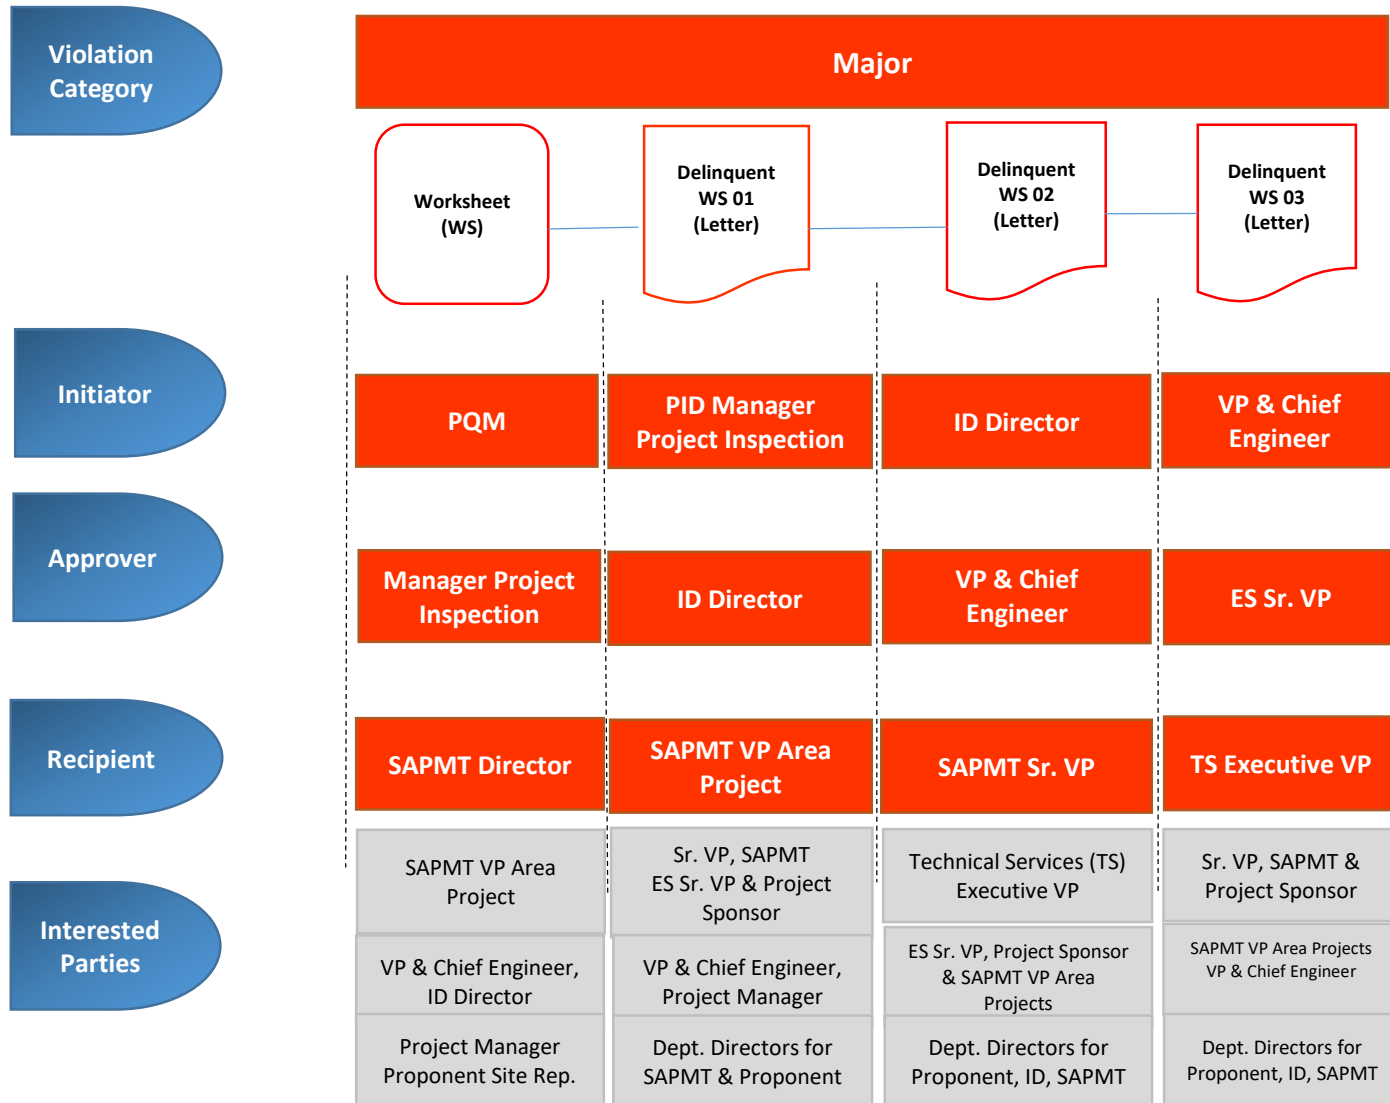 Violation
Category
Major
Worksheet
(WS)
Delinquent
WS 01
(Letter)
Delinquent
WS 02
(Letter)
Delinquent
WS 03
(Letter)
Initiator
PQM
PID Manager
Project Inspection
ID Director
VP & Chief
Engineer
Approver
Manager Project
Inspection
ID Director
VP & Chief
Engineer
ES Sr. VP
Recipient
SAPMT Director
SAPMT VP Area
Project
SAPMT Sr. VP
TS Executive VP
Interested
Parties
SAPMT VP Area
Project
Sr. VP, SAPMT
ES Sr. VP & Project
Sponsor
Technical Services (TS)
Executive VP
Sr. VP, SAPMT &
Project Sponsor
VP & Chief Engineer,
ID Director
VP & Chief Engineer,
Project Manager
ES Sr. VP, Project Sponsor
& SAPMT VP Area
Projects
SAPMT VP Area Projects
VP & Chief Engineer
Project Manager
Proponent Site Rep.
Dept. Directors for
SAPMT & Proponent
Dept. Directors for
Proponent, ID, SAPMT
Dept. Directors for
Proponent, ID, SAPMT